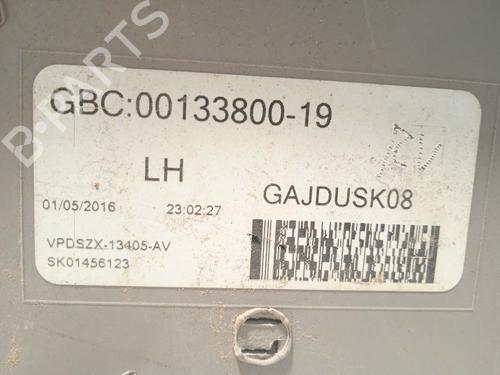 B-PARTS
GBC:00133800-19
LH
GAJDUSK08
01/05/2016 23:02:27
VPDSZX-13405-AV
SK01456123